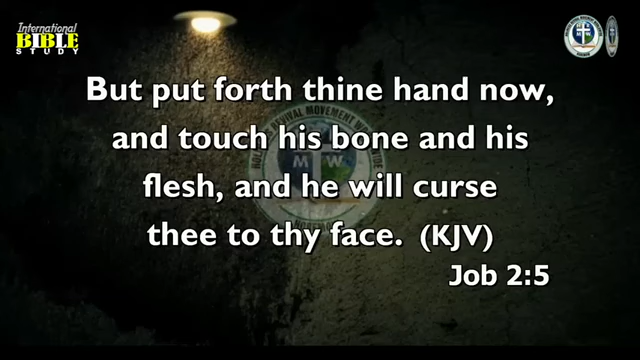 International
BIBLE
STUDY
But put forth thine hand now,
and touch his bone and his
flesh, and he will curse
thee to thy face. (KJV)
Job 2:5